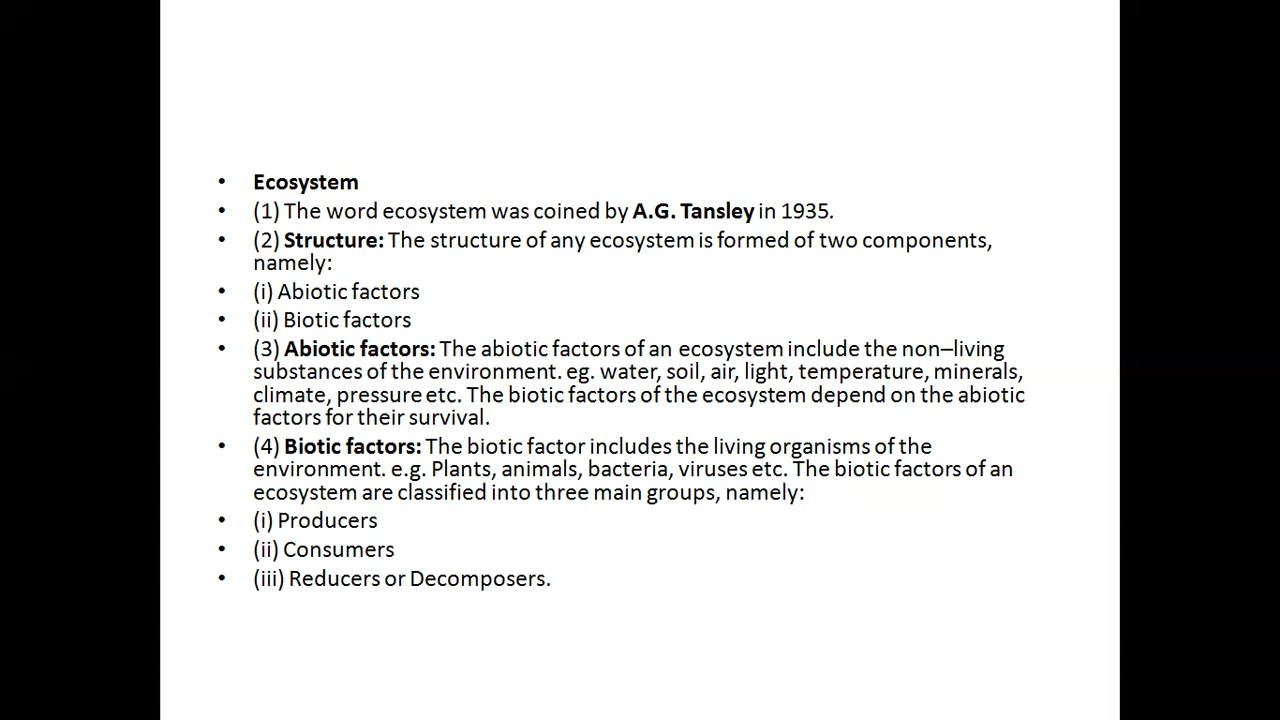 • Ecosystem
• (1) The word ecosystem was coined by A.G. Tansley in 1935.
• (2) Structure: The structure of any ecosystem is formed of two components,
namely:
• (i) Abiotic factors
• (ii) Biotic factors
• (3) Abiotic factors: The abiotic factors of an ecosystem include the non–living
substances of the environment. eg. water, soil, air, light, temperature, minerals,
climate, pressure etc. The biotic factors of the ecosystem depend on the abiotic
factors for their survival.
• (4) Biotic factors: The biotic factor includes the living organisms of the
environment. e.g. Plants, animals, bacteria, viruses etc. The biotic factors of an
ecosystem are classified into three main groups, namely:
• (i) Producers
• (ii) Consumers
• (iii) Reducers or Decomposers.